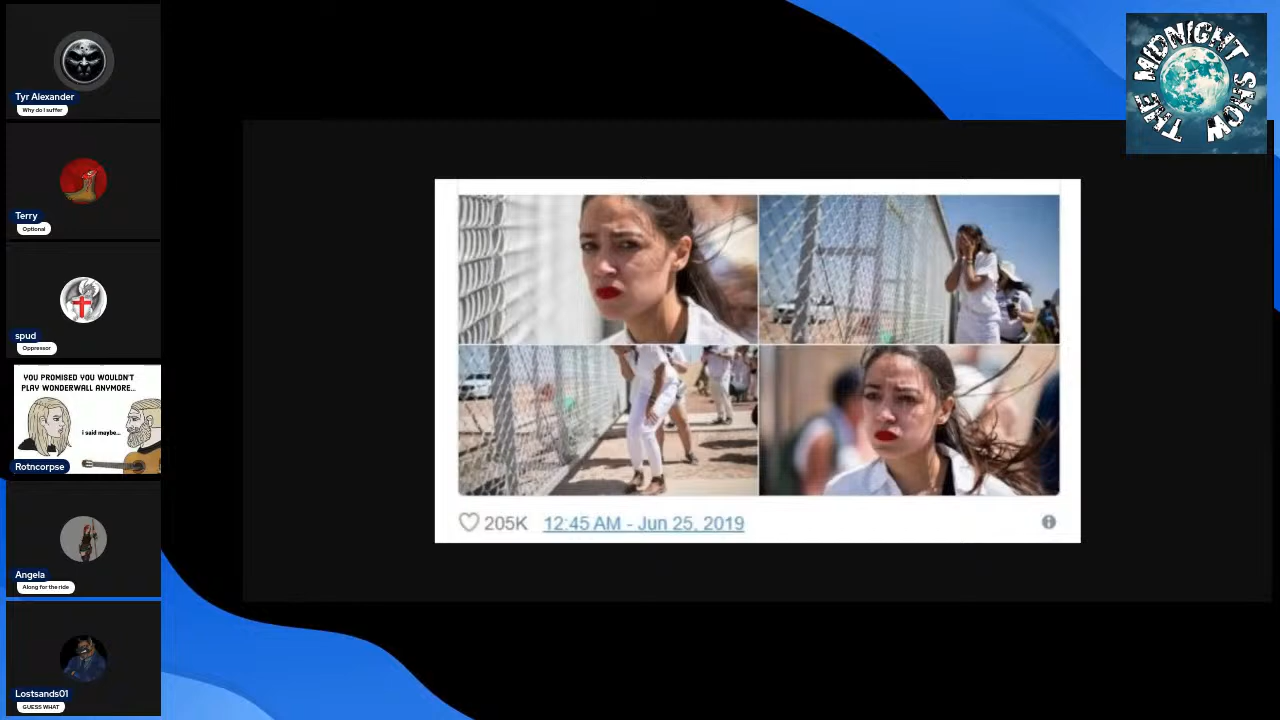 Tyr Alexander
Why do I suffer
Terry
Optional
spud
Oppressor
YOU PROMISED YOU WOULDN'T
PLAY WONDERWALL ANYMORE...
i said maybe...
Rotncorpse
Angela
Along for the ride
Lostsands01
GUESS WHAT
205K 12:45 AM - Jun 25, 2019
THE MIDNIGHT SHOW